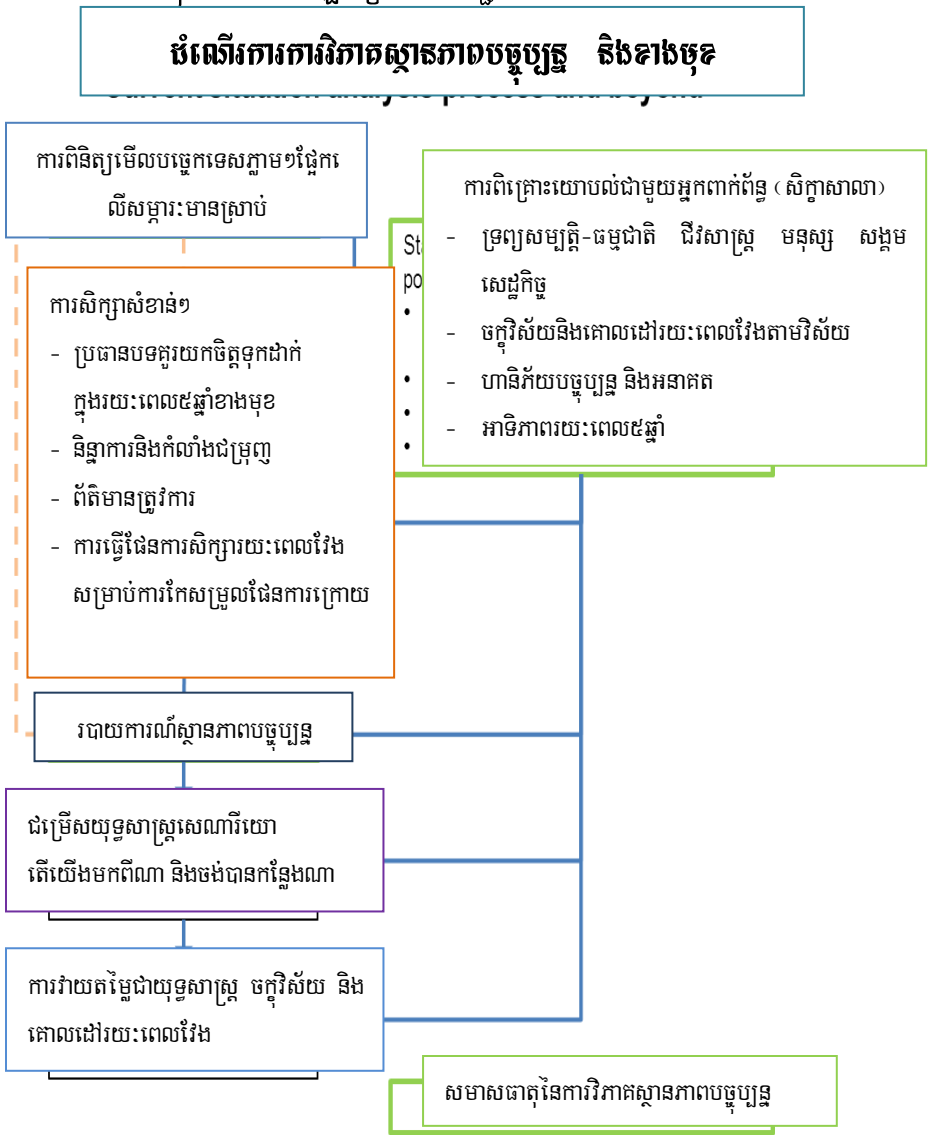 ដំណើរការការវិភាគស្ថានភាពបច្ចុប្បន្ន និងខាងមុខ
ការពិនិត្យមើលបច្ចេកទេសភ្លាមៗផ្អែកេ
លើសម្ភារៈមានស្រាប់
ការពិគ្រោះយោបល់ជាមួយអ្នកពាក់ព័ន្ធ (សិក្ខាសាលា)
- ទ្រព្យសម្បត្តិ-ធម្មជាតិ ជីវសាស្ត្រ មនុស្ស សង្គម
សេដ្ឋកិច្ច
- ចក្ខុវិស័យនិងគោលដៅរយៈពេលវែងតាមវិស័យ
- ហានិភ័យបច្ចុប្បន្ន និងអនាគត
- អាទិភាពរយៈពេល៥ឆ្នាំ
ការសិក្សាសំខាន់ៗ
- ប្រធានបទគួរយកចិត្តទុកដាក់
ក្នុងរយៈពេល៥ឆ្នាំខាងមុខ
- និន្នាការនិងកំលាំងជម្រុញ
- ព័ត៌មានត្រូវការ
- ការធ្វើផែនការសិក្សារយៈពេលវែង
សម្រាប់ការកែសម្រួលផែនការក្រោយ
របាយការណ៍ស្ថានភាពបច្ចុប្បន្ន
ជម្រើសយុទ្ធសាស្ត្រសេណារីយោ
តើយើងមកពីណា និងចង់បានកន្លែងណា
ការវាយតម្លៃជាយុទ្ធសាស្ត្រ ចក្ខុវិស័យ និង
គោលដៅរយៈពេលវែង
សមាសធាតុនៃការវិភាគស្ថានភាពបច្ចុប្បន្ន